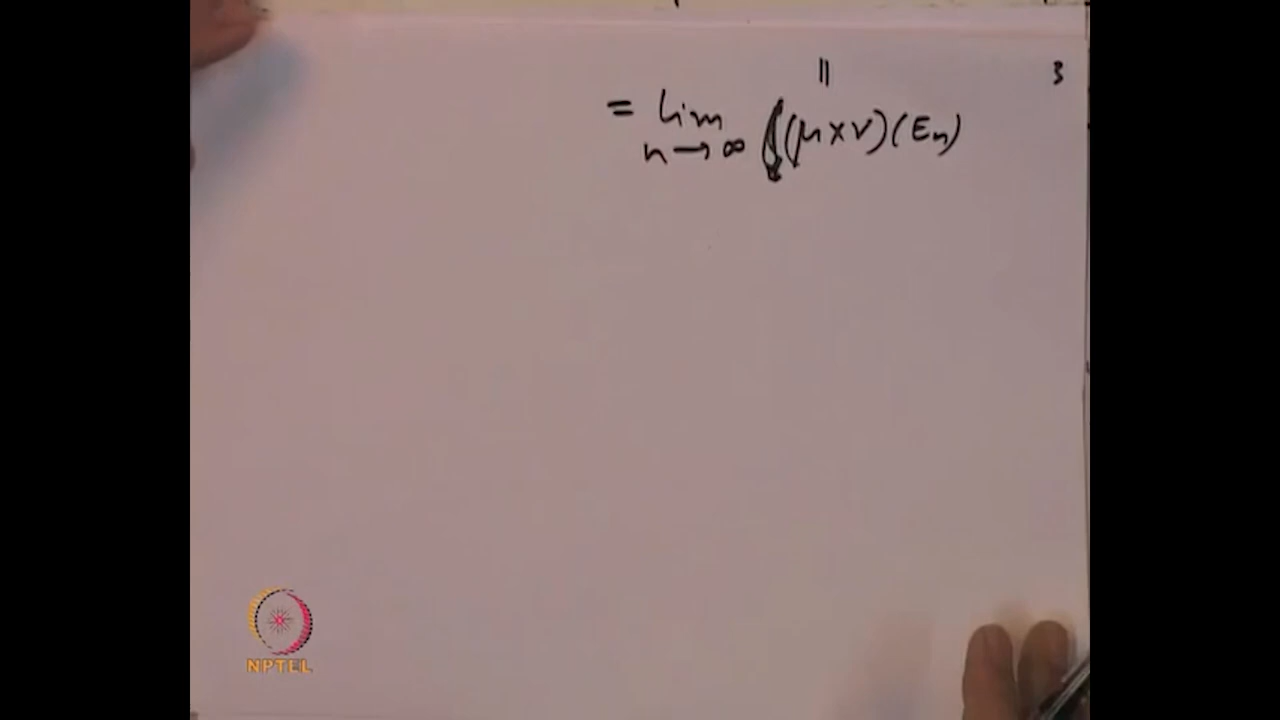 || 3
= lim (μ × ν)(Eₙ)
n → ∞
NPTEL